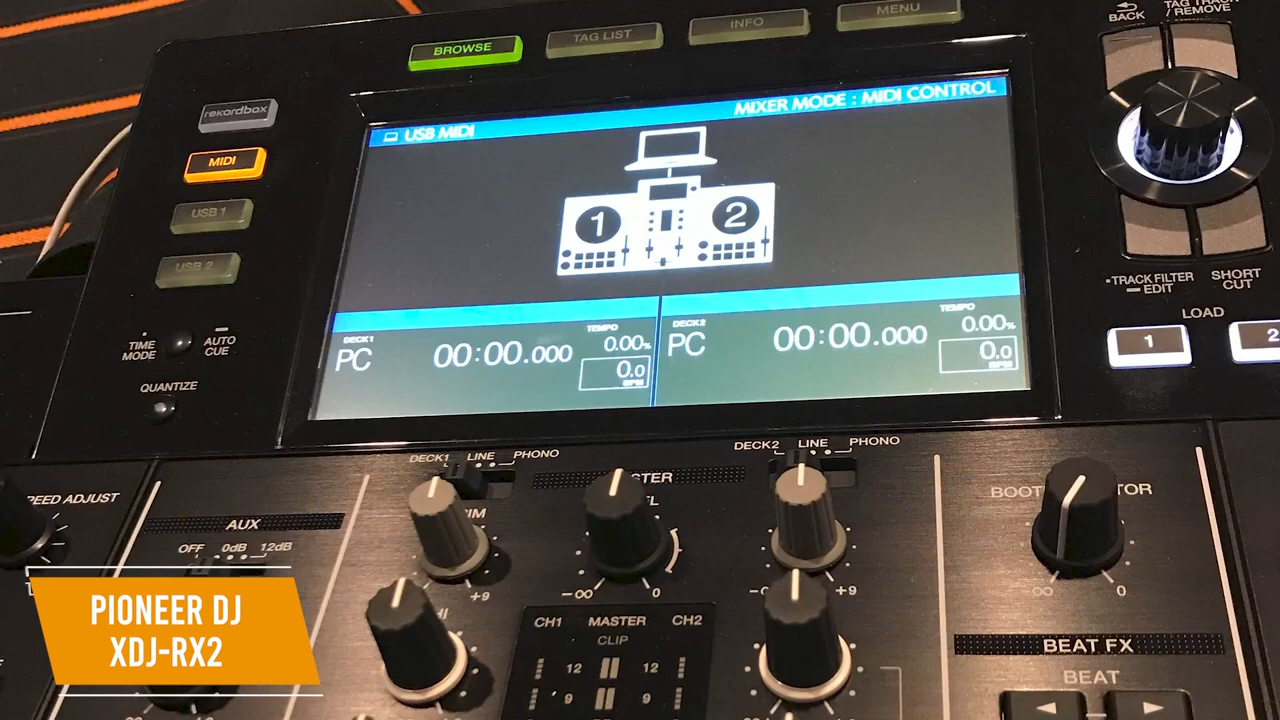 BROWSE
TAG LIST
INFO
MENU
BACK
TAG TRACK
/ REMOVE
rekordbox
MIDI
USB 1
USB 2
USB MIDI
MIXER MODE : MIDI CONTROL
1
2
DECK1
PC
00:00.000
TEMPO
0.00%
0.0
BPM
DECK2
PC
00:00.000
TEMPO
0.00%
0.0
BPM
TIME
MODE
AUTO
CUE
QUANTIZE
•TRACK FILTER
EDIT
SHORT
CUT
LOAD
1
2
DECK1
LINE
PHONO
DECK2
LINE
PHONO
-∞
0
+9
-∞
+9
BOOT
TOR
∞
0
EED ADJUST
AUX
OFF
0dB
12dB
CH1
MASTER
CH2
CLIP
12
12
9
9
BEAT FX
BEAT
PIONEER DJ
XDJ-RX2